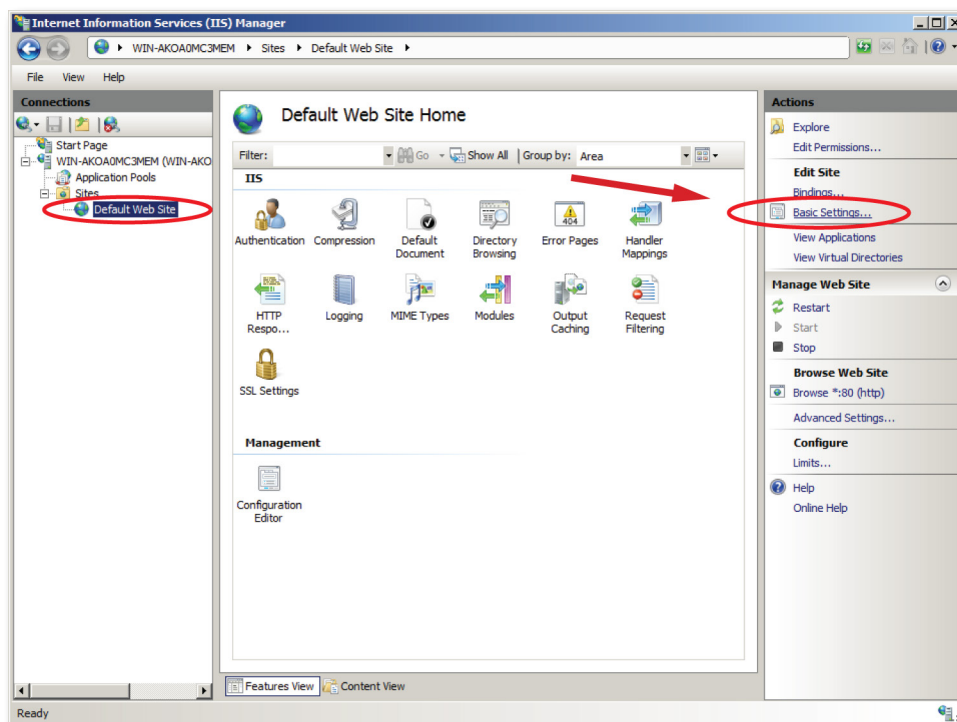 Internet Information Services (IIS) Manager
WIN-AKOA0MC3MEM Sites Default Web Site
File View Help
Connections
Start Page
WIN-AKOA0MC3MEM (WIN-AKO
Application Pools
Sites
Default Web Site
Default Web Site Home
Filter: Go Show All Group by: Area
IIS
Authentication Compression Default Document Directory Browsing Error Pages Handler Mappings
HTTP Respo... Logging MIME Types Modules Output Caching Request Filtering
SSL Settings
Management
Configuration Editor
Features View Content View
Actions
Explore
Edit Permissions...
Edit Site
Bindings...
Basic Settings...
View Applications
View Virtual Directories
Manage Web Site
Restart
Start
Stop
Browse Web Site
Browse *:80 (http)
Advanced Settings...
Configure
Limits...
Help
Online Help
Ready